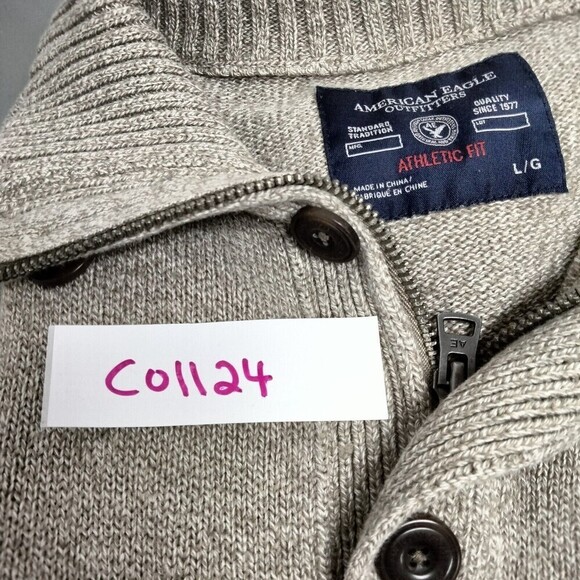 AMERICAN EAGLE
OUTFITTERS
STANDARD
TRADITION
MFG.
QUALITY
SINCE 1977
LOT
ATHLETIC FIT
L/G
MADE IN CHINA/
FABRIQUÉ EN CHINE
AE
Co1124